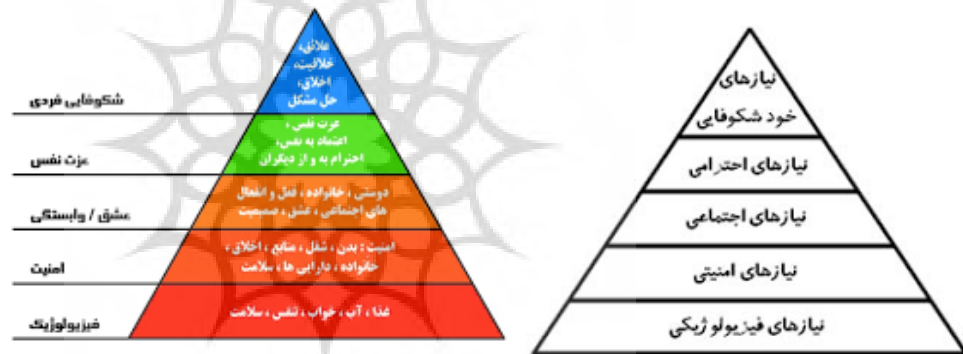 علائق،
خلاقیت،
اخلاق،
حل مشکل
شکوفایی فردی
عزت نفس،
اعتماد به نفس،
احترام به و از دیگران
عزت نفس
دوستی، خانواده، فعل و انفعال
های اجتماعی، عشق، صمیمیت
عشق / وابستگی
امنیت: بدن، شغل، منابع، اخلاق،
خانواده، دارایی ها، سلامت
امنیت
غذا، آب، خواب، تنفس، سلامت
فیزیولوژیک
نیازهای
خود شکوفایی
نیازهای احترامی
نیازهای اجتماعی
نیازهای امنیتی
نیازهای فیزیولوژیکی